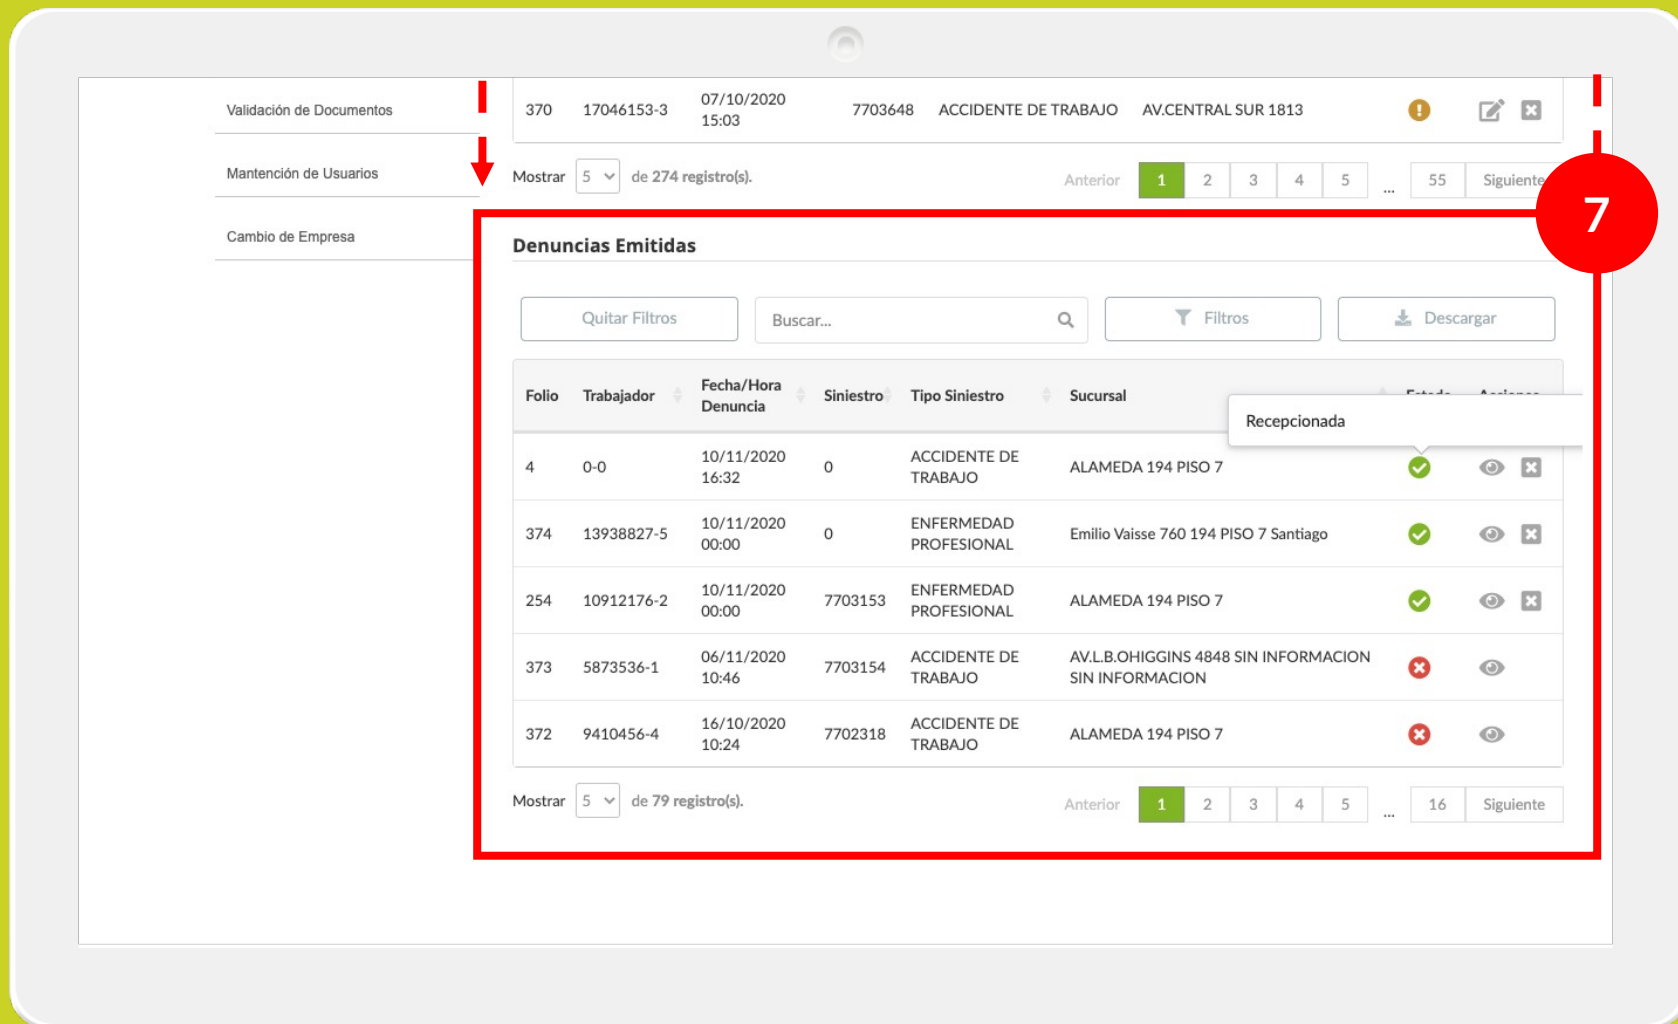 Validación de Documentos
Mantención de Usuarios
Cambio de Empresa
370 17046153-3 07/10/2020 7703648 ACCIDENTE DE TRABAJO AV.CENTRAL SUR 1813
15:03
Mostrar 5 de 274 registro(s). Anterior 1 2 3 4 5 ... 55 Siguiente
7
Denuncias Emitidas
Quitar Filtros Buscar... Filtros Descargar
Folio Trabajador Fecha/Hora Siniestro Tipo Siniestro Sucursal Estado Acciones
Denuncia
Recepcionada
4 0-0 10/11/2020 0 ACCIDENTE DE ALAMEDA 194 PISO 7
16:32 TRABAJO
374 13938827-5 10/11/2020 0 ENFERMEDAD Emilio Vaisse 760 194 PISO 7 Santiago
00:00 PROFESIONAL
254 10912176-2 10/11/2020 7703153 ENFERMEDAD ALAMEDA 194 PISO 7
00:00 PROFESIONAL
373 5873536-1 06/11/2020 7703154 ACCIDENTE DE AV.L.B.OHIGGINS 4848 SIN INFORMACION
10:46 TRABAJO SIN INFORMACION
372 9410456-4 16/10/2020 7702318 ACCIDENTE DE ALAMEDA 194 PISO 7
10:24 TRABAJO
Mostrar 5 de 79 registro(s). Anterior 1 2 3 4 5 ... 16 Siguiente